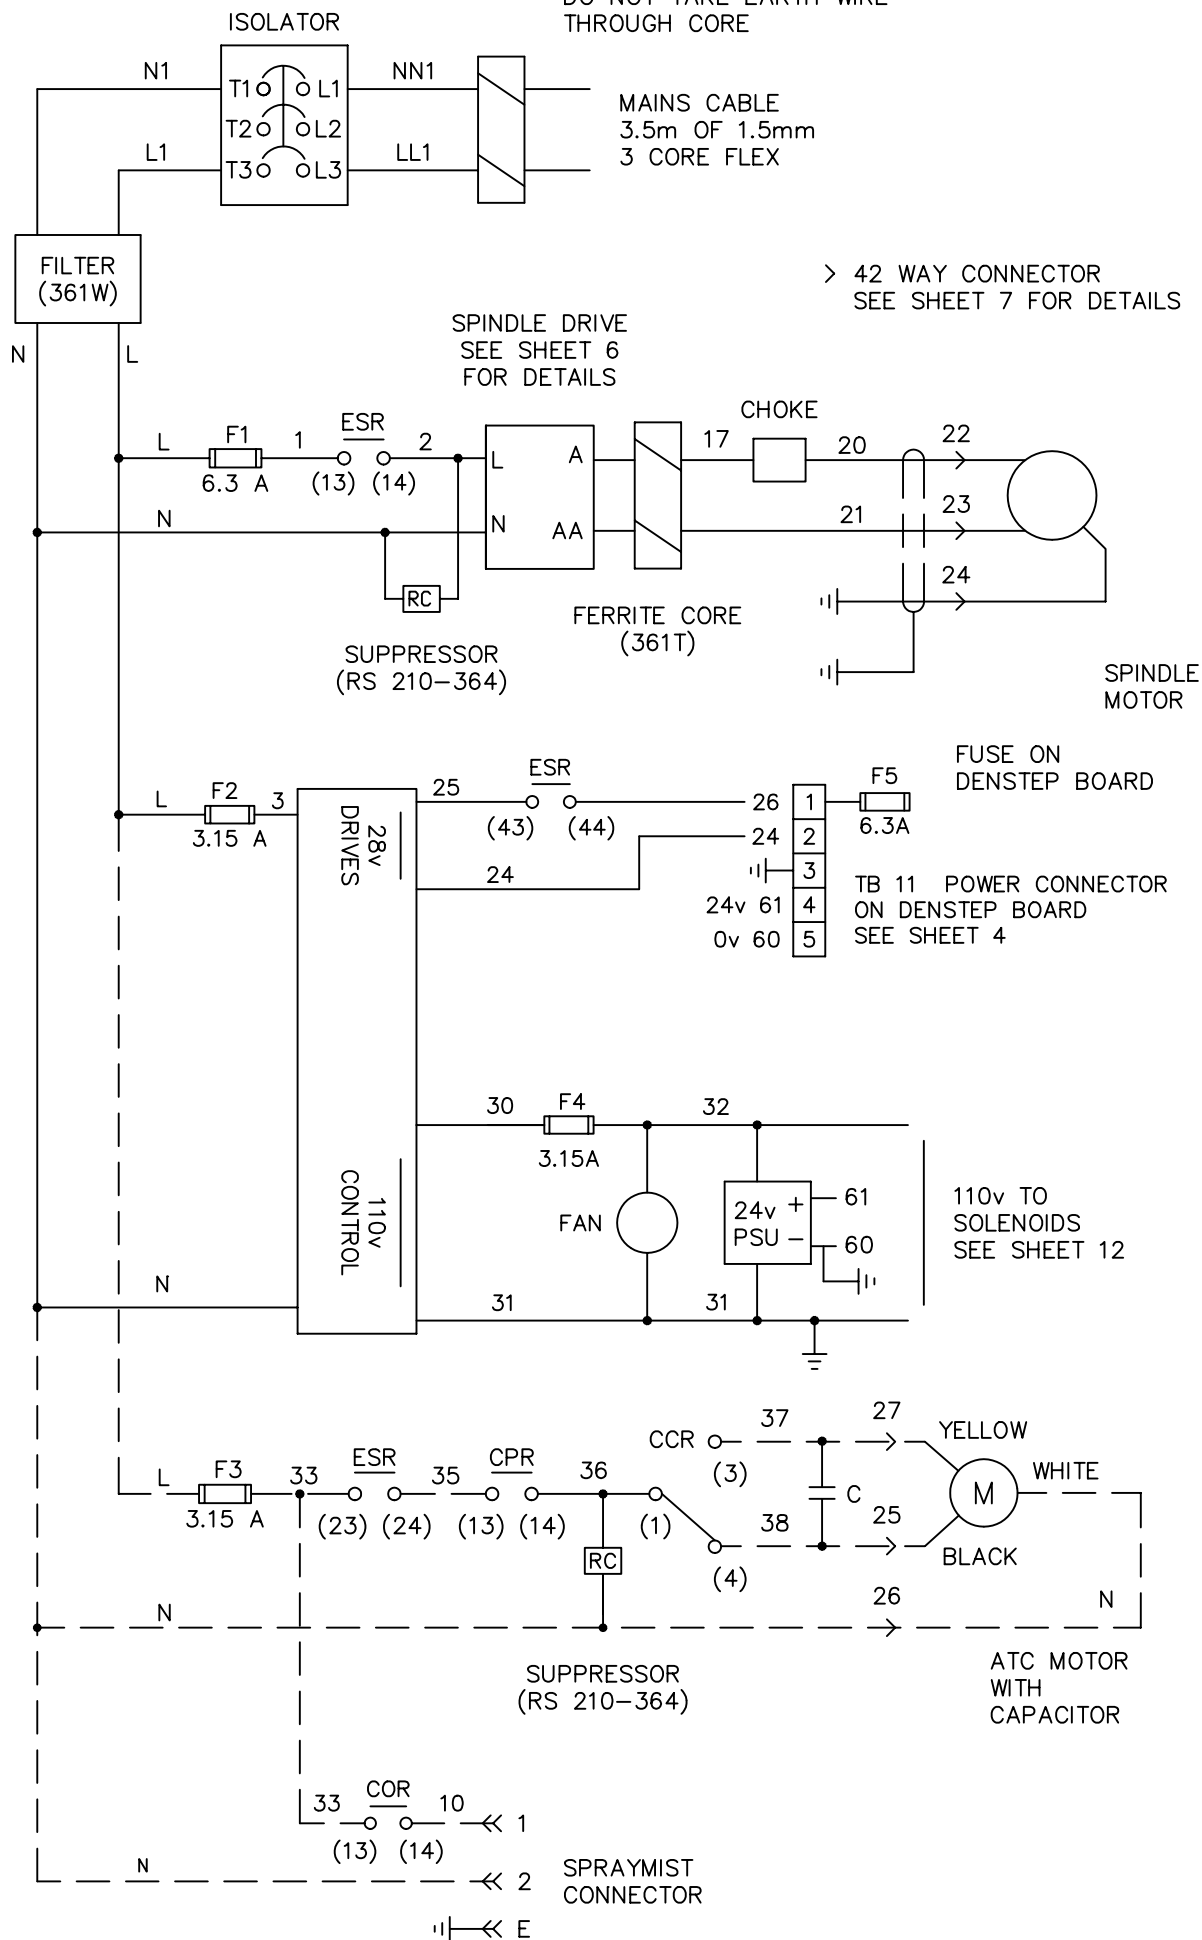 DO NOT TAKE EARTH WIRE
THROUGH CORE
ISOLATOR
N1
T1
L1
NN1
T2
L2
L1
T3
L3
LL1
MAINS CABLE
3.5m OF 1.5mm
3 CORE FLEX
FILTER
(361W)
> 42 WAY CONNECTOR
SEE SHEET 7 FOR DETAILS
N
L
SPINDLE DRIVE
SEE SHEET 6
FOR DETAILS
L
F1
6.3 A
1
ESR
(13) (14)
2
L
A
17
CHOKE
20
22
N
N
AA
21
23
24
RC
FERRITE CORE
(361T)
SUPPRESSOR
(RS 210-364)
SPINDLE
MOTOR
FUSE ON
DENSTEP BOARD
L
F2
3.15 A
3
28v
DRIVES
25
ESR
(43) (44)
26
1
F5
6.3A
24
24
2
3
24v 61
4
0v 60
5
TB 11 POWER CONNECTOR
ON DENSTEP BOARD
SEE SHEET 4
30
F4
3.15A
32
110v
CONTROL
FAN
24v +
PSU -
61
60
110v TO
SOLENOIDS
SEE SHEET 12
N
31
31
L
F3
3.15 A
33
ESR
(23) (24)
35
CPR
(13) (14)
36
(1)
CCR
(3)
37
27
YELLOW
C
M
WHITE
38
(4)
25
BLACK
RC
N
26
N
SUPPRESSOR
(RS 210-364)
ATC MOTOR
WITH
CAPACITOR
33
COR
10
1
(13) (14)
N
2
SPRAYMIST
CONNECTOR
E